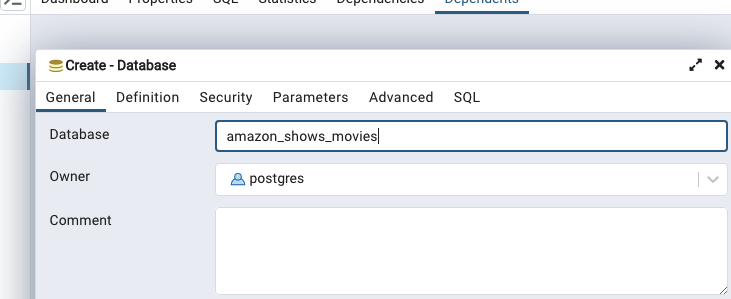 Dashboard Properties SQL Statistics Dependencies Dependents
Create - Database
General Definition Security Parameters Advanced SQL
Database amazon_shows_movies
Owner postgres
Comment